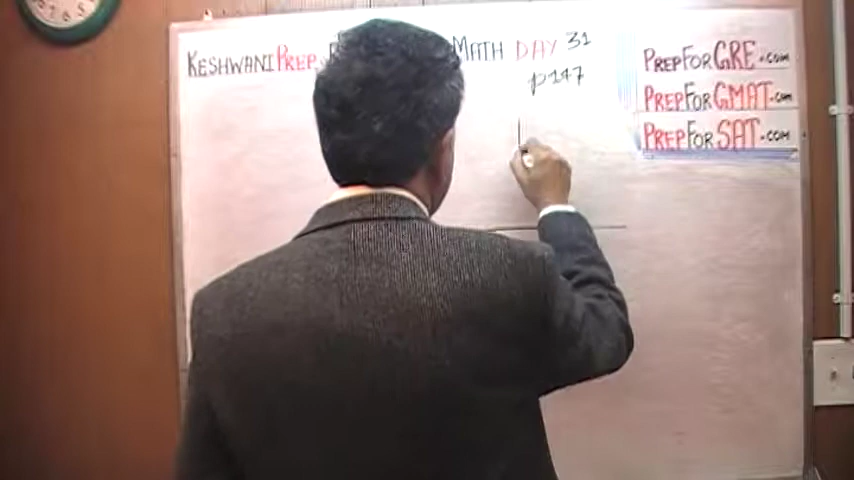 KESHWANI PREP MATH DAY 31
p147
PREPFORGRE.COM
PREPFORGMAT.COM
PREPFORSAT.COM